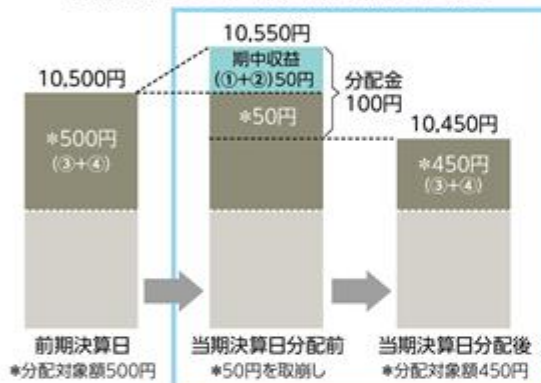 10,550円
期中収益
(①+②)50円
分配金
100円
10,500円
*50円
10,450円
*500円
(③+④)
*450円
(③+④)
前期決算日
当期決算日分配前
当期決算日分配後
*分配対象額500円
*50円を取崩し
*分配対象額450円